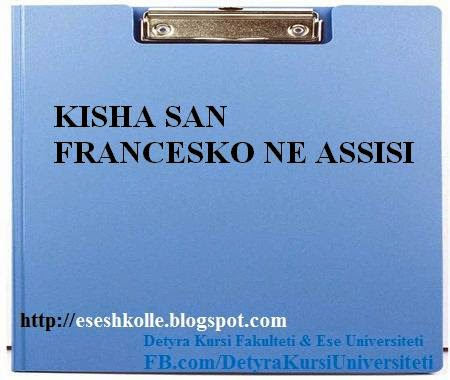 KISHA SAN
FRANCESKO NE ASSISI
http://eseshkolle.blogspot.com
Detyra Kursi Fakulteti & Ese Universiteti
FB.com/DetyraKursiUniversiteti